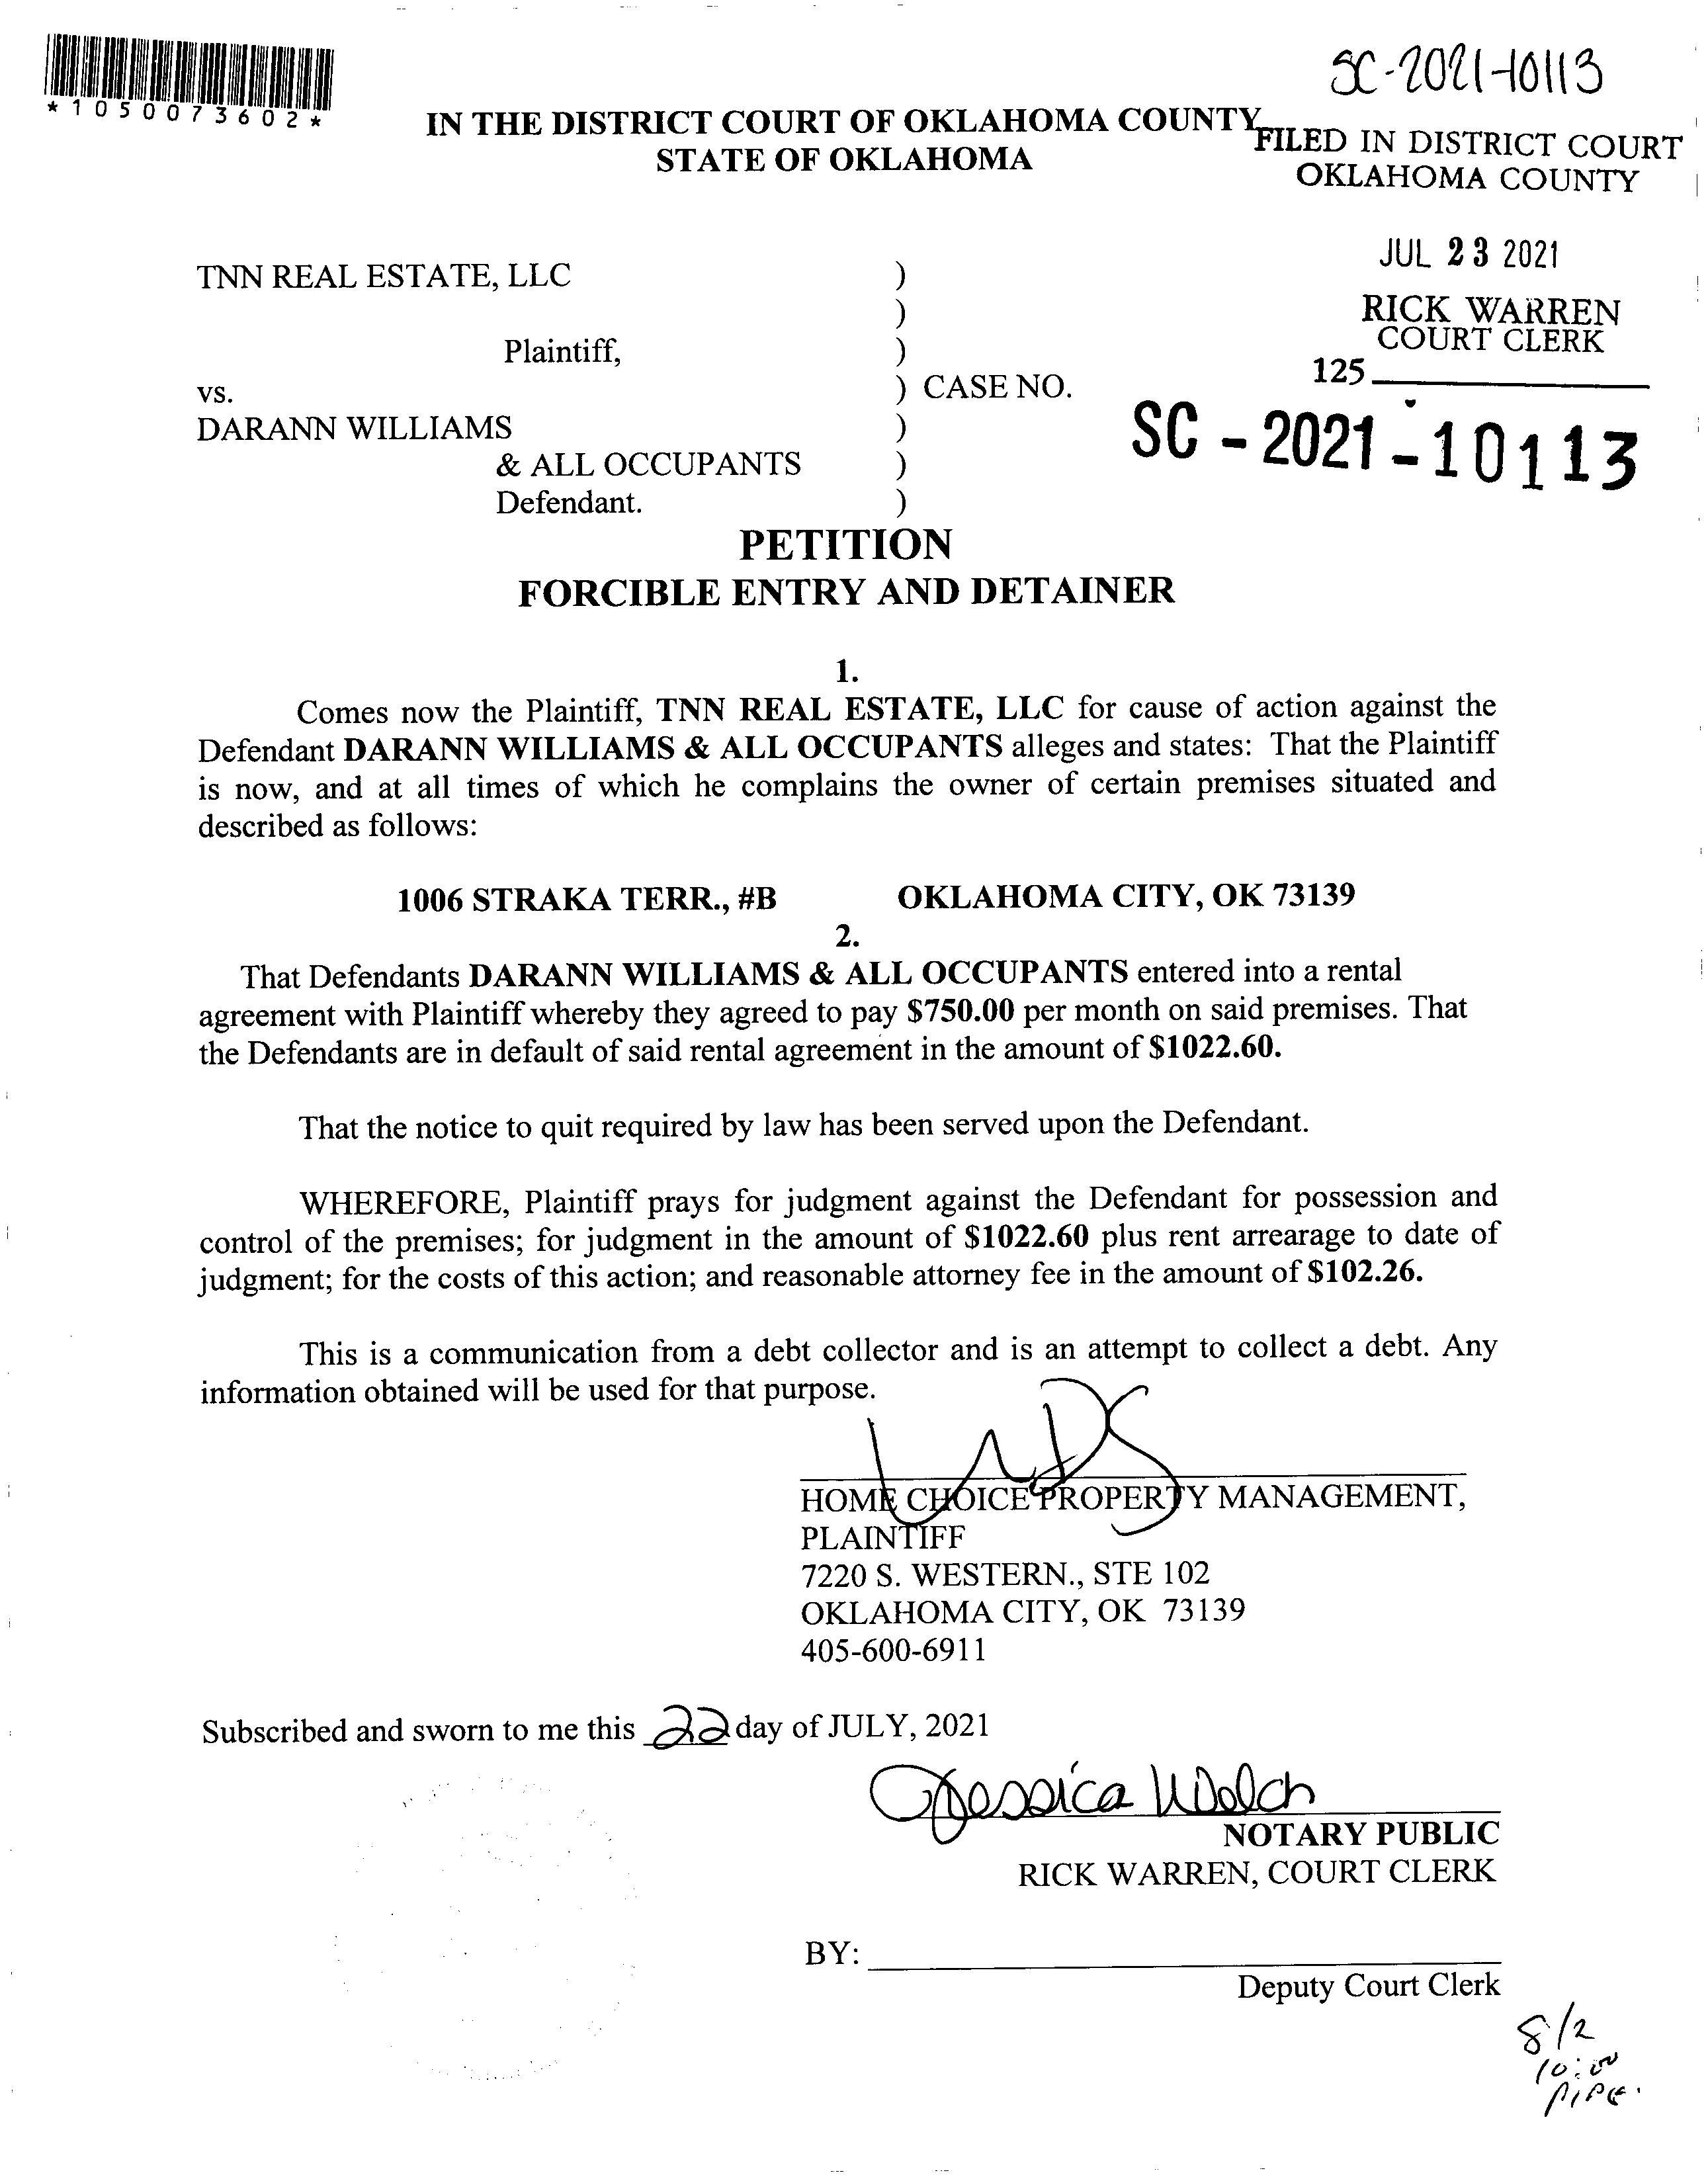 SC-2021-10113
*1050073602*
IN THE DISTRICT COURT OF OKLAHOMA COUNTY
STATE OF OKLAHOMA
FILED IN DISTRICT COURT
OKLAHOMA COUNTY
JUL 23 2021
RICK WARREN
COURT CLERK
125
TNN REAL ESTATE, LLC )
)
Plaintiff, )
vs. ) CASE NO.
SC - 2021 - 10113
DARANN WILLIAMS )
& ALL OCCUPANTS )
Defendant. )
PETITION
FORCIBLE ENTRY AND DETAINER
1.
Comes now the Plaintiff, TNN REAL ESTATE, LLC for cause of action against the
Defendant DARANN WILLIAMS & ALL OCCUPANTS alleges and states: That the Plaintiff
is now, and at all times of which he complains the owner of certain premises situated and
described as follows:
1006 STRAKA TERR., #B OKLAHOMA CITY, OK 73139
2.
That Defendants DARANN WILLIAMS & ALL OCCUPANTS entered into a rental
agreement with Plaintiff whereby they agreed to pay $750.00 per month on said premises. That
the Defendants are in default of said rental agreement in the amount of $1022.60.
That the notice to quit required by law has been served upon the Defendant.
WHEREFORE, Plaintiff prays for judgment against the Defendant for possession and
control of the premises; for judgment in the amount of $1022.60 plus rent arrearage to date of
judgment; for the costs of this action; and reasonable attorney fee in the amount of $102.26.
This is a communication from a debt collector and is an attempt to collect a debt. Any
information obtained will be used for that purpose.
HOME CHOICE PROPERTY MANAGEMENT,
PLAINTIFF
7220 S. WESTERN., STE 102
OKLAHOMA CITY, OK 73139
405-600-6911
Subscribed and sworn to me this 22 day of JULY, 2021
Jessica Welch
NOTARY PUBLIC
RICK WARREN, COURT CLERK
BY:
Deputy Court Clerk
8/2
10:00